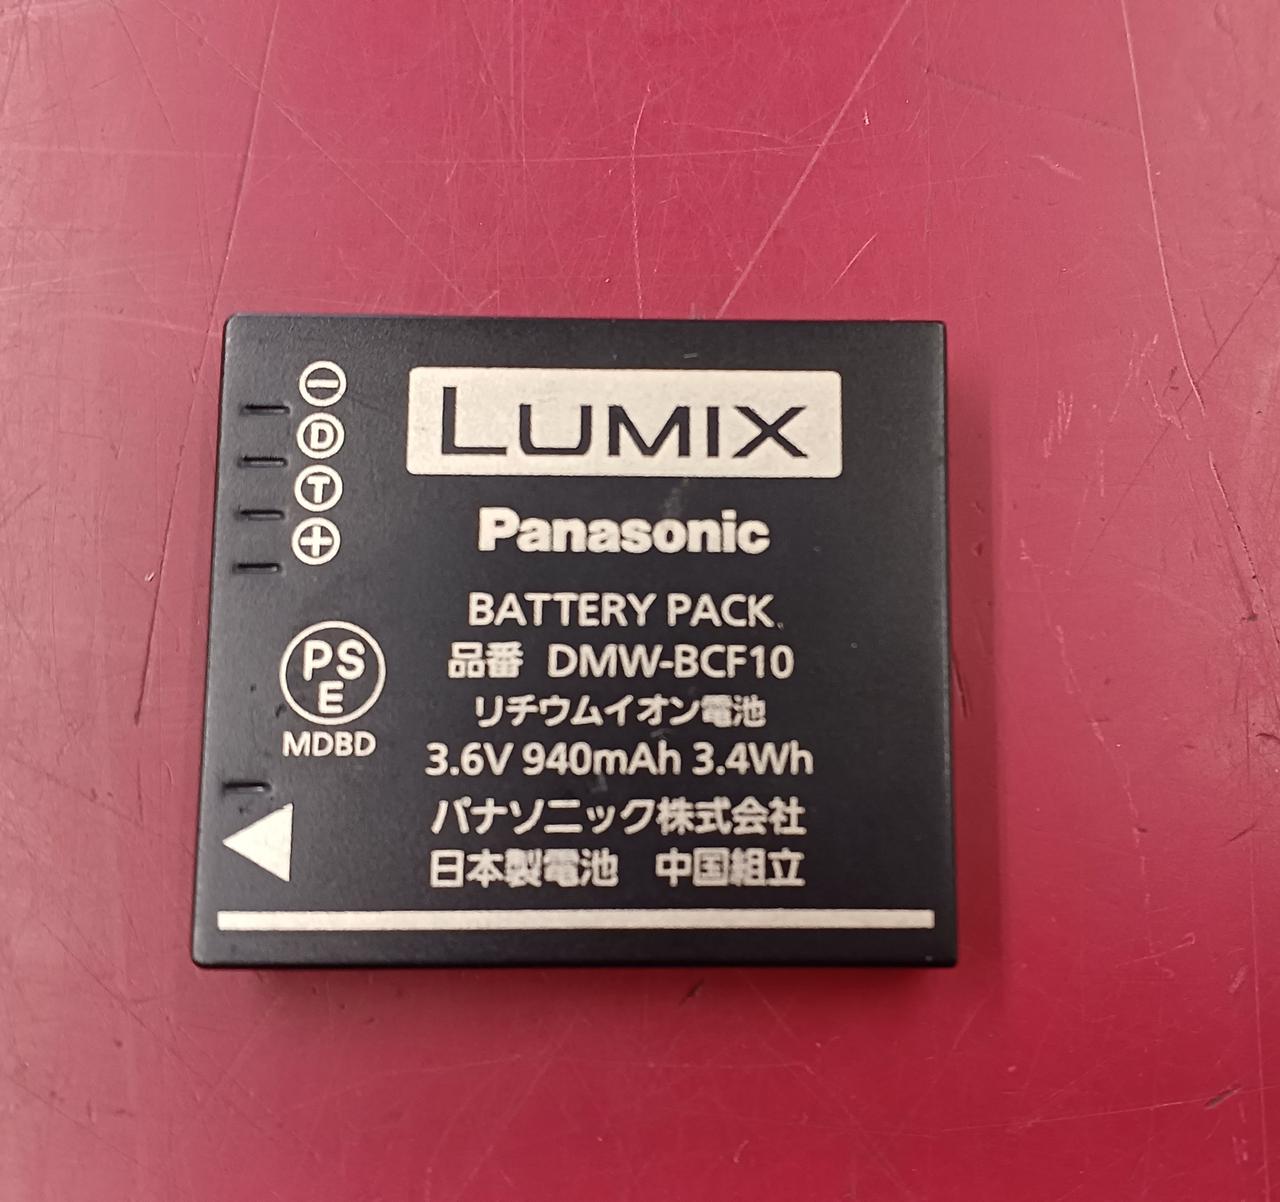 LUMIX
Panasonic
BATTERY PACK
品番 DMW-BCF10
リチウムイオン電池
3.6V 940mAh 3.4Wh
パナソニック株式会社
日本製電池 中国組立
−
D
T
+
PS
E
MDBD